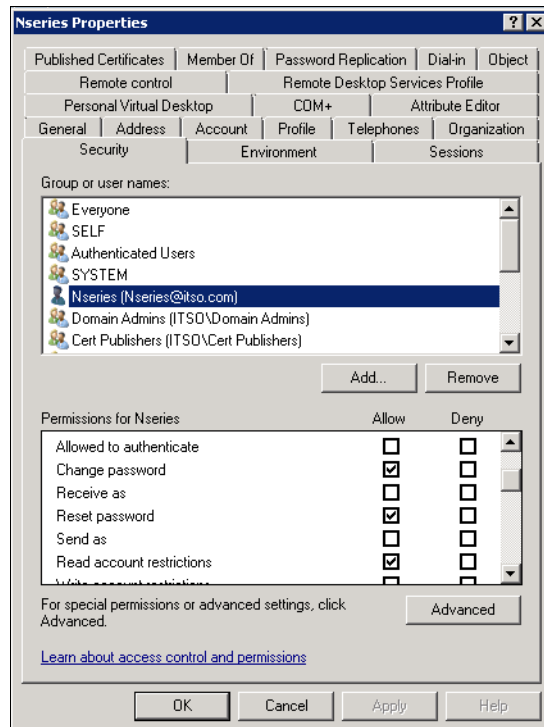 Nseries Properties
Published Certificates Member Of Password Replication Dial-in Object
Remote control Remote Desktop Services Profile
Personal Virtual Desktop COM+ Attribute Editor
General Address Account Profile Telephones Organization
Security Environment Sessions
Group or user names:
Everyone
SELF
Authenticated Users
SYSTEM
Nseries (Nseries@itso.com)
Domain Admins (ITSO\Domain Admins)
Cert Publishers (ITSO\Cert Publishers)
Add... Remove
Permissions for Nseries Allow Deny
Allowed to authenticate
Change password
Receive as
Reset password
Send as
Read account restrictions
Write account restrictions
For special permissions or advanced settings, click
Advanced.
Advanced
Learn about access control and permissions
OK Cancel Apply Help